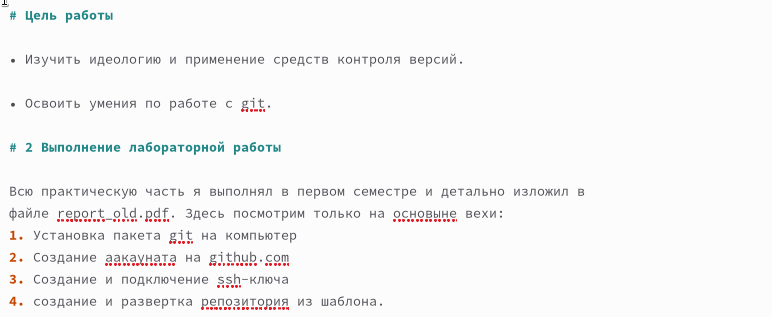 # Цель работы
• Изучить идеологию и применение средств контроля версий.
• Освоить умения по работе с git.
# 2 Выполнение лабораторной работы
Всю практическую часть я выполнял в первом семестре и детально изложил в
файле report_old.pdf. Здесь посмотрим только на основыне вехи:
1. Установка пакета git на компьютер
2. Создание аакауната на github.com
3. Создание и подключение ssh-ключа
4. создание и развертка репозитория из шаблона.